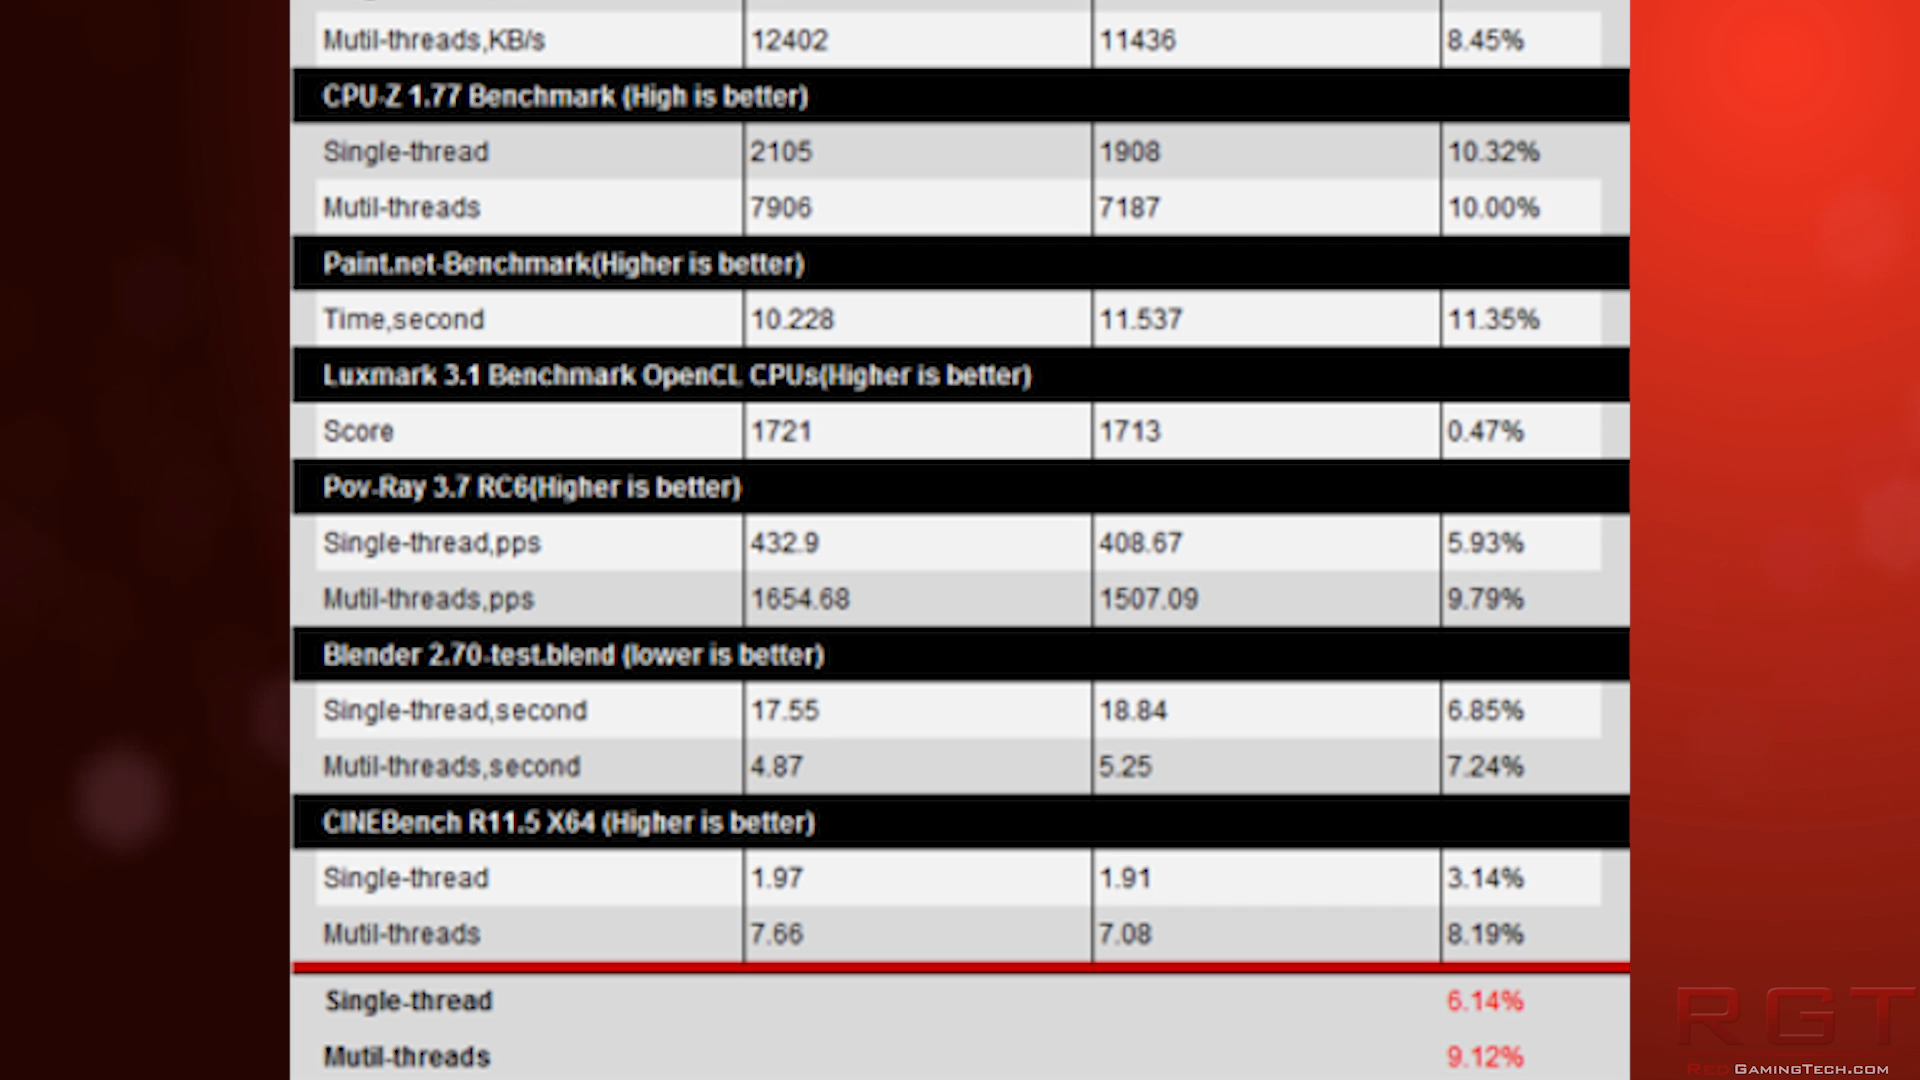 Mutil-threads,KB/s 12402 11436 8.45%
CPU-Z 1.77 Benchmark (High is better)
Single-thread 2105 1908 10.32%
Mutil-threads 7906 7187 10.00%
Paint.net-Benchmark(Higher is better)
Time,second 10.228 11.537 11.35%
Luxmark 3.1 Benchmark OpenCL CPUs(Higher is better)
Score 1721 1713 0.47%
Pov-Ray 3.7 RC6(Higher is better)
Single-thread,pps 432.9 408.67 5.93%
Mutil-threads,pps 1654.68 1507.09 9.79%
Blender 2.70-test.blend (lower is better)
Single-thread,second 17.55 18.84 6.85%
Mutil-threads,second 4.87 5.25 7.24%
CINEBench R11.5 X64 (Higher is better)
Single-thread 1.97 1.91 3.14%
Mutil-threads 7.66 7.08 8.19%
Single-thread 6.14%
Mutil-threads 9.12%
RGT
RedGamingTech.com